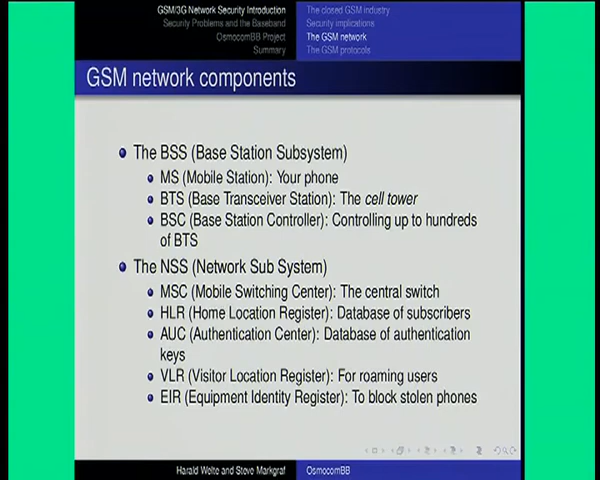 GSM/3G Network Security Introduction
Security Problems and the Baseband
OsmocomBB Project
Summary
The closed GSM industry
Security implications
The GSM network
The GSM protocols
GSM network components
The BSS (Base Station Subsystem)
MS (Mobile Station): Your phone
BTS (Base Transceiver Station): The cell tower
BSC (Base Station Controller): Controlling up to hundreds
of BTS
The NSS (Network Sub System)
MSC (Mobile Switching Center): The central switch
HLR (Home Location Register): Database of subscribers
AUC (Authentication Center): Database of authentication
keys
VLR (Visitor Location Register): For roaming users
EIR (Equipment Identity Register): To block stolen phones
Harald Welte and Steve Markgraf
OsmocomBB